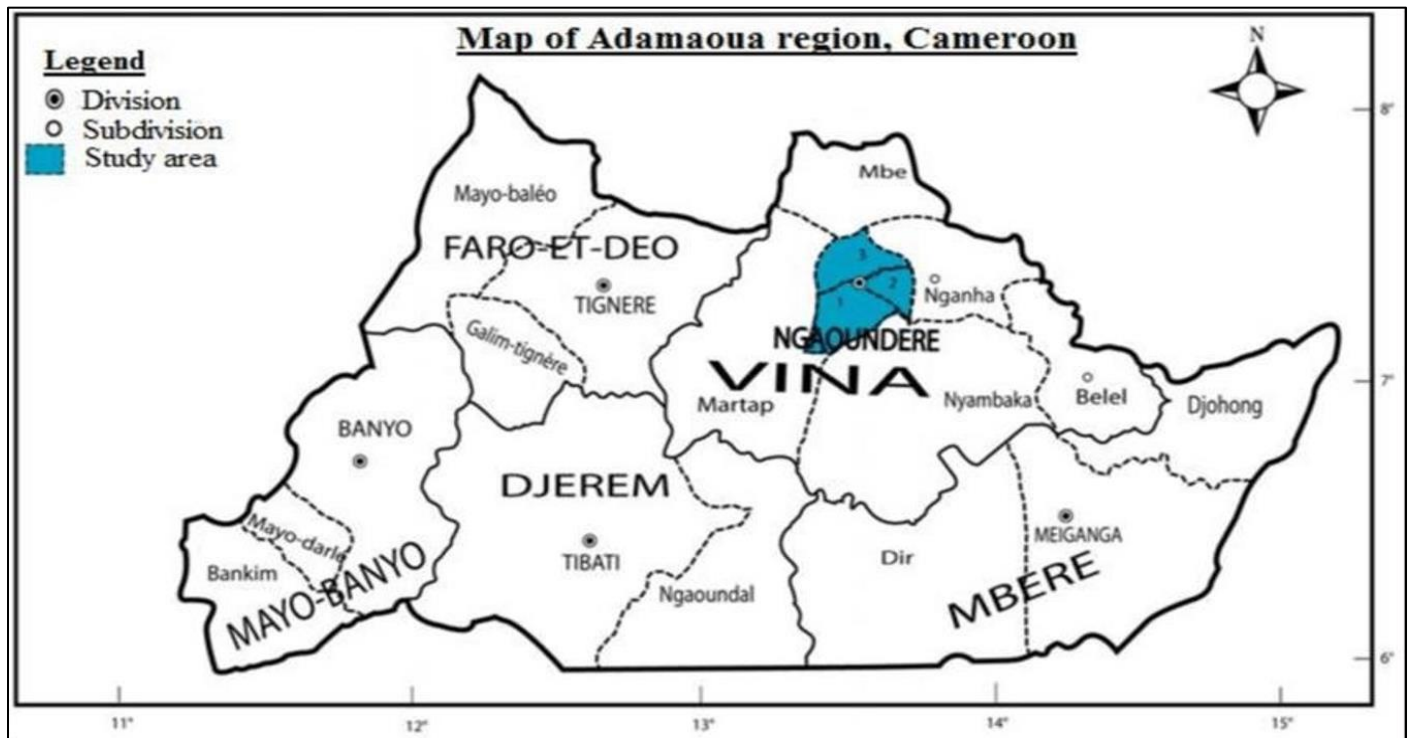 Map of Adamaoua region, Cameroon
Legend
Division
Subdivision
Study area
N
8°
Mbe
Mayo-baléo
FARO-ET-DEO
3
2
1
TIGNERE
Nganha
Galim-tignère
NGAOUNDERE
VINA
7°
Martap
Nyambaka
Belel
Djohong
BANYO
DJEREM
Mayo-darlé
MEIGANGA
Bankim
TIBATI
Dir
MAYO-BANYO
Ngaoundal
MBERE
6°
11°
12°
13°
14°
15°